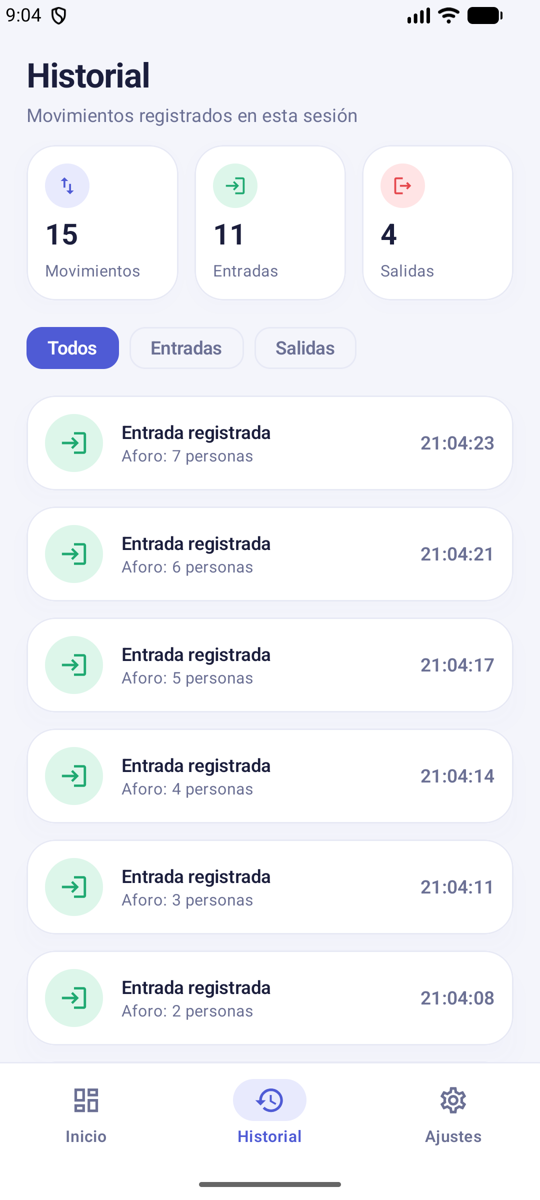 9:04
Historial
Movimientos registrados en esta sesión
15
Movimientos
11
Entradas
4
Salidas
Todos
Entradas
Salidas
Entrada registrada
Aforo: 7 personas
21:04:23
Entrada registrada
Aforo: 6 personas
21:04:21
Entrada registrada
Aforo: 5 personas
21:04:17
Entrada registrada
Aforo: 4 personas
21:04:14
Entrada registrada
Aforo: 3 personas
21:04:11
Entrada registrada
Aforo: 2 personas
21:04:08
Inicio
Historial
Ajustes